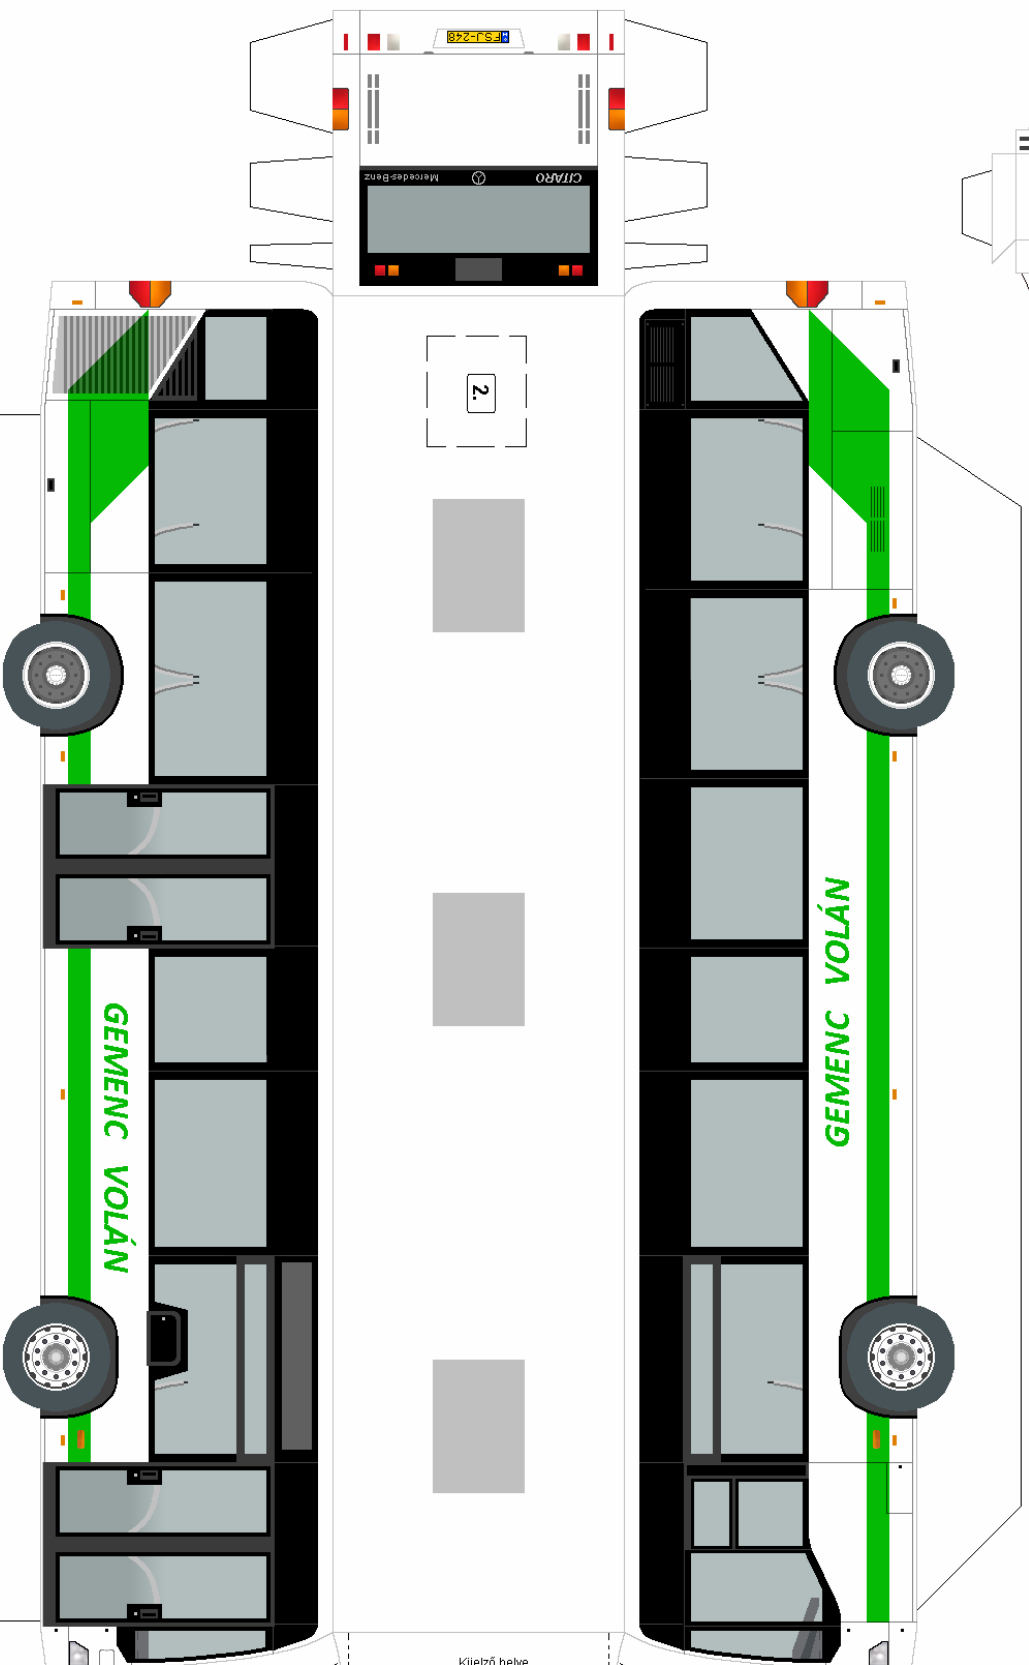 FSJ-248
Mercedes-Benz
CITARO
2.
GEMENC VOLÁN
GEMENC VOLÁN
Kijelző helye